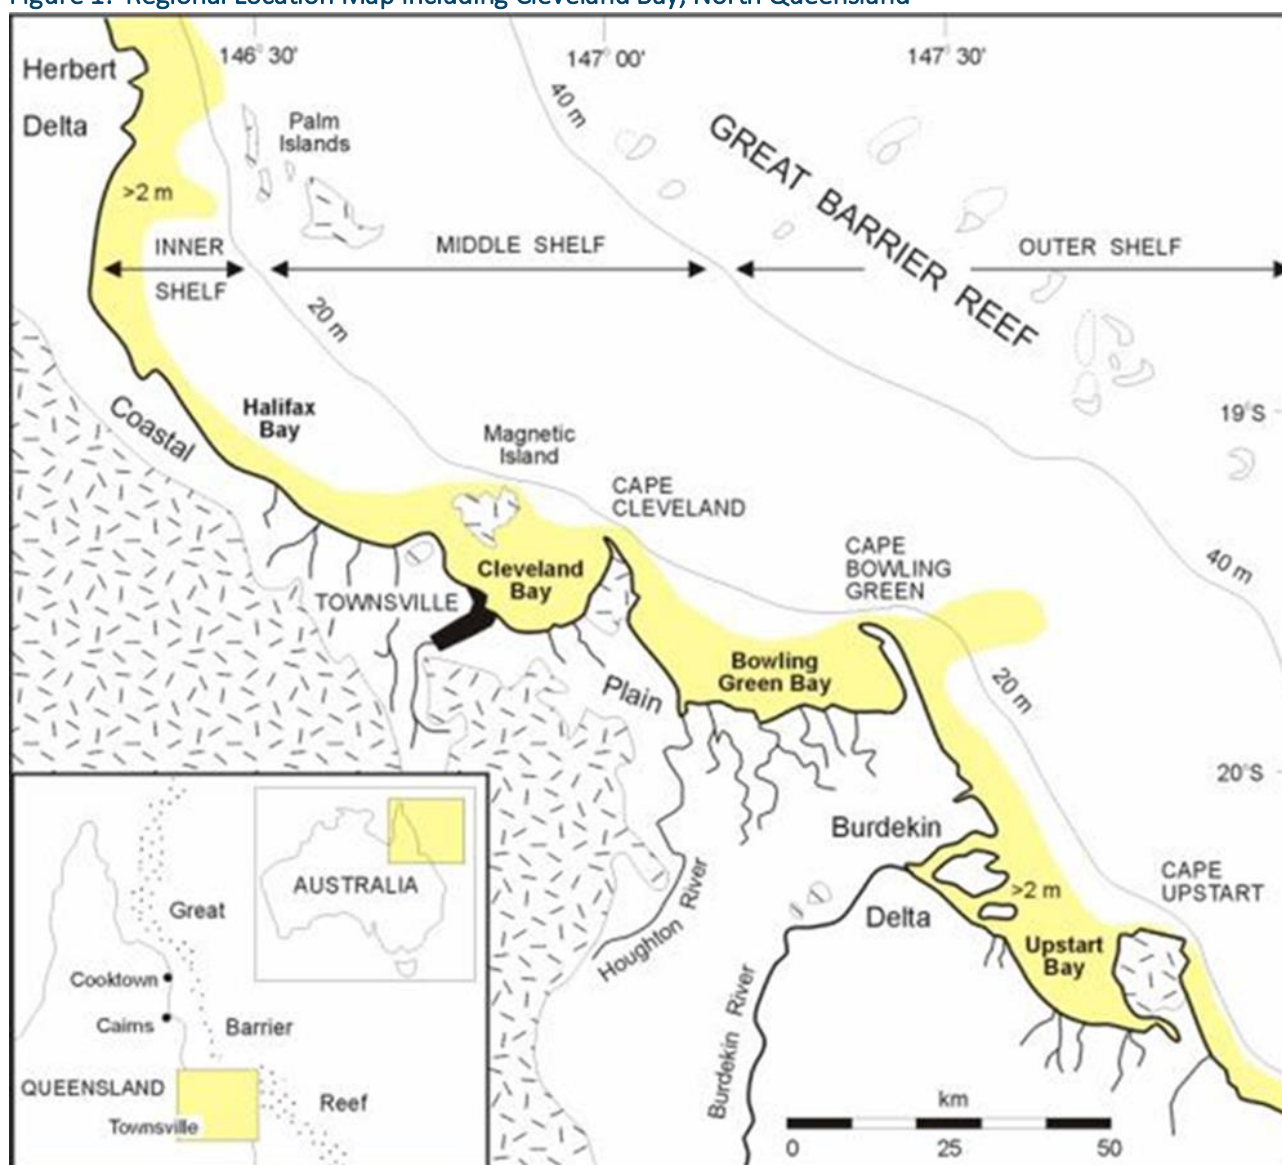 Figure 1: Regional Location Map including Cleveland Bay, North Queensland
146° 30'
147° 00'
147° 30'
Herbert
Delta
Palm
Islands
40 m
GREAT BARRIER REEF
>2 m
INNER
SHELF
MIDDLE SHELF
OUTER SHELF
20 m
19°S
Halifax
Bay
Coastal
Magnetic
Island
CAPE
CLEVELAND
CAPE
BOWLING
GREEN
40 m
Cleveland
Bay
TOWNSVILLE
Bowling
Green Bay
Plain
20 m
20°S
Burdekin
Delta
>2 m
CAPE
UPSTART
Upstart
Bay
Houghton River
Burdekin River
AUSTRALIA
Great
Cooktown
Cairns
Barrier
QUEENSLAND
Reef
Townsville
km
0 25 50